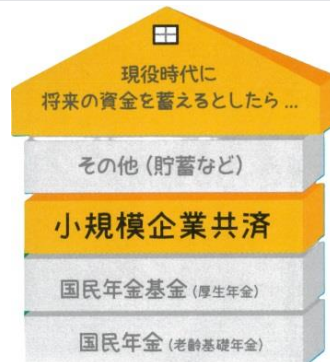 現役時代に
将来の資金を蓄えるとしたら...
その他(貯蓄など)
小規模企業共済
国民年金基金(厚生年金)
国民年金(老齢基礎年金)